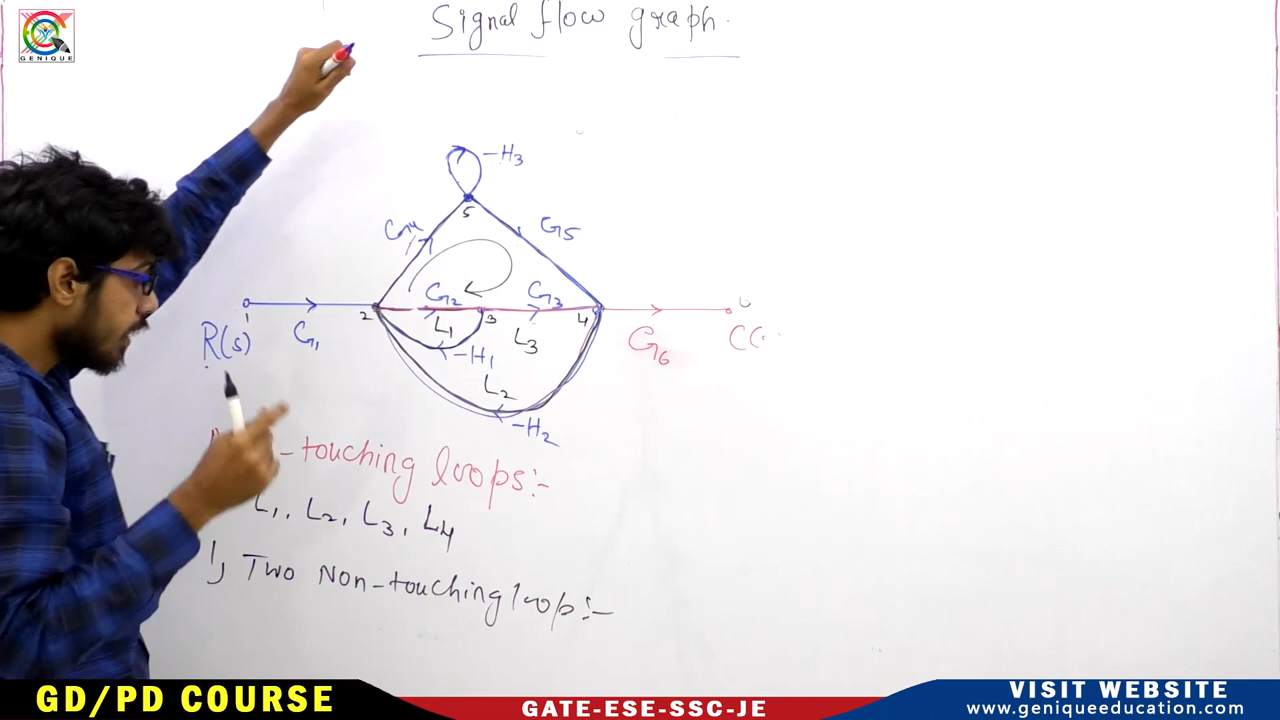 GENIQUE
Signal flow graph
-H3
5
G4
G5
G2
G3
1
2
3
4
L1
L3
R(s)
G1
-H1
G6
C(
L2
-H2
-touching loops:-
L1, L2, L3, L4
1) Two Non-touching loop:-
GD/PD COURSE
GATE-ESE-SSC-JE
VISIT WEBSITE
www.geniqueeducation.com